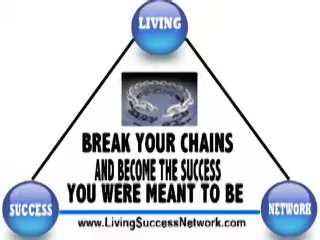 LIVING
BREAK YOUR CHAINS
AND BECOME THE SUCCESS
YOU WERE MEANT TO BE
SUCCESS
NETWORK
www.LivingSuccessNetwork.com